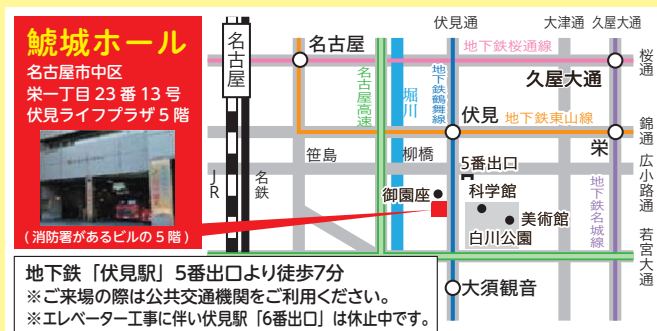 鯱城ホール
名古屋市中区
栄一丁目23番13号
伏見ライフプラザ5階
(消防署があるビルの5階)
伏見通
大津通
久屋大通
名古屋
名古屋
地下鉄桜通線
桜通
久屋大通
名古屋高速
堀川
地下鉄鶴舞線
伏見
地下鉄東山線
栄
錦通
笹島
柳橋
5番出口
広小路通
JR
名鉄
御園座
科学館
美術館
白川公園
地下鉄名城線
若宮大通
大須観音
地下鉄「伏見駅」5番出口より徒歩7分
※ご来場の際は公共交通機関をご利用ください。
※エレベーター工事に伴い伏見駅「6番出口」は休止中です。